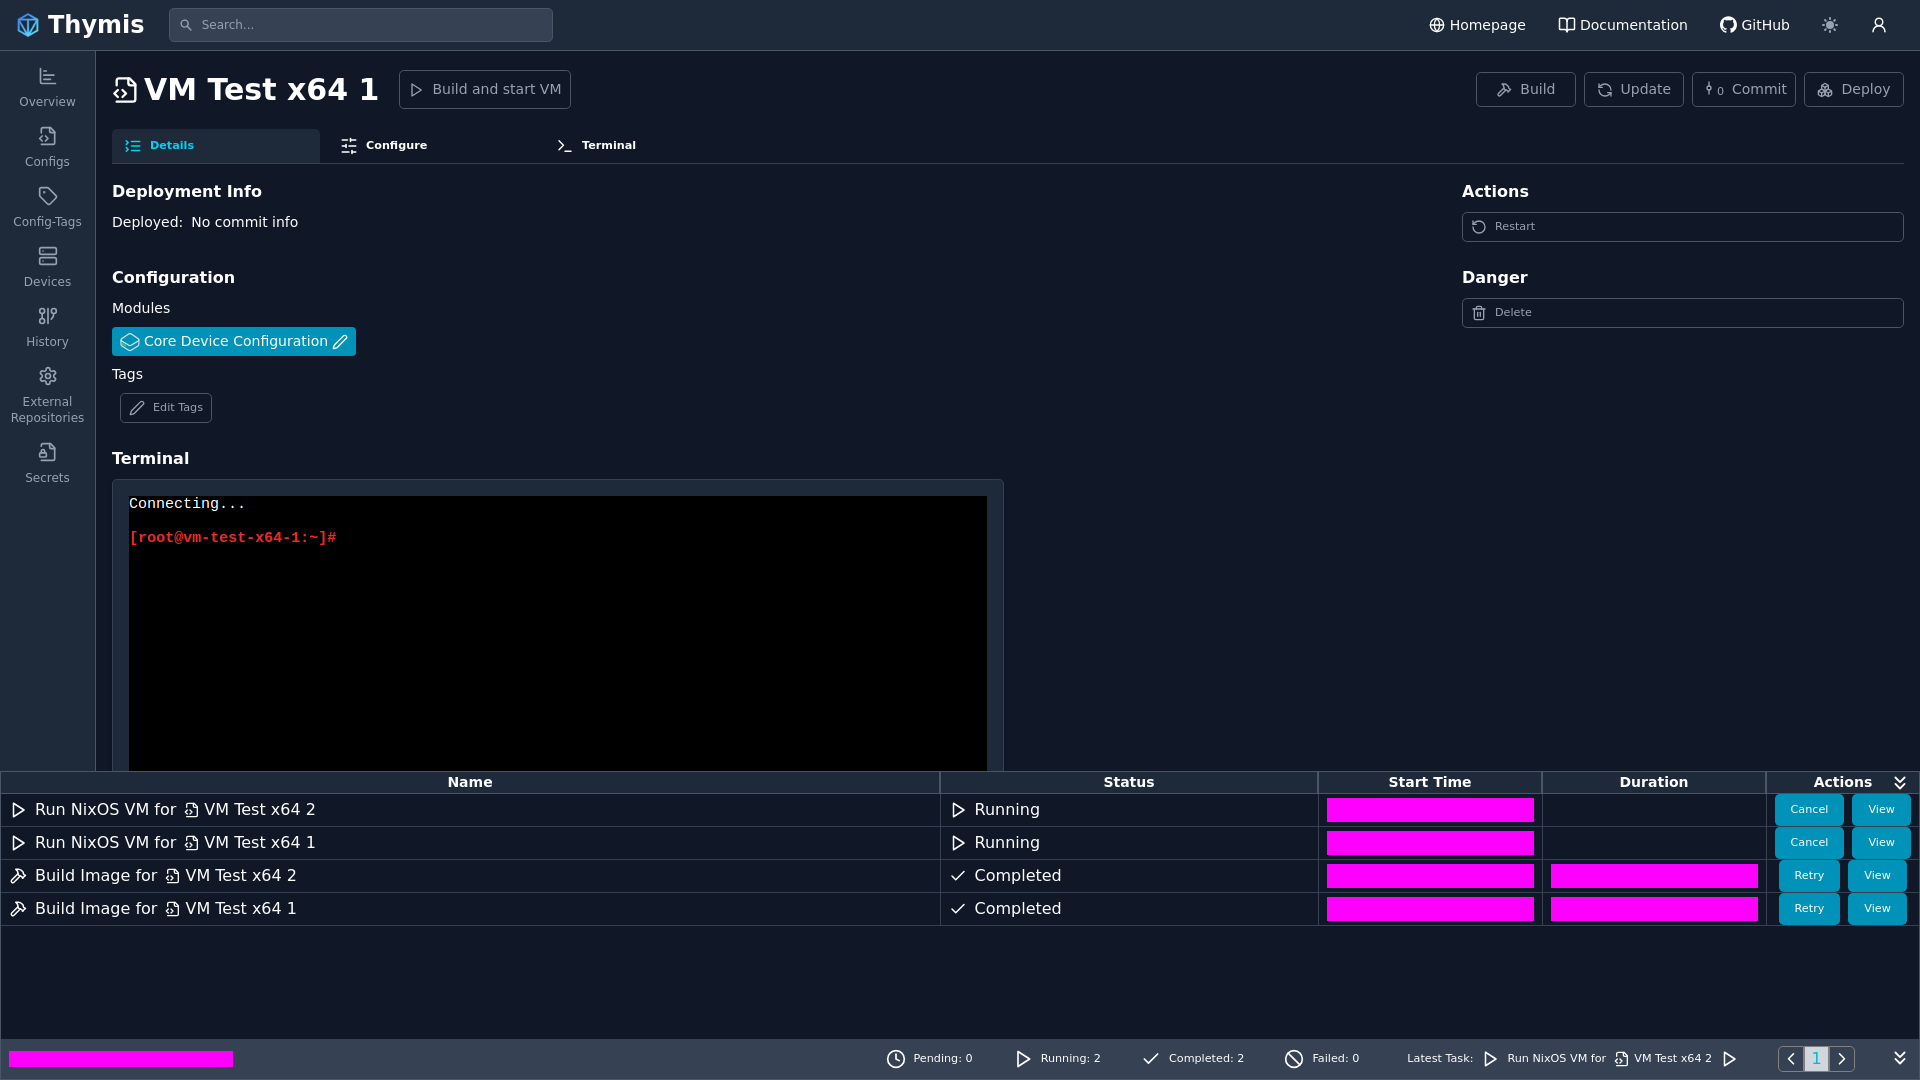 Thymis
Search...
Homepage
Documentation
GitHub
Overview
Configs
Config-Tags
Devices
History
External
Repositories
Secrets
VM Test x64 1
Build and start VM
Build
Update
0 Commit
Deploy
Details
Configure
Terminal
Deployment Info
Deployed: No commit info
Actions
Restart
Configuration
Danger
Modules
Delete
Core Device Configuration
Tags
Edit Tags
Terminal
Connecting...
[root@vm-test-x64-1:~]#
Name Status Start Time Duration Actions
Run NixOS VM for VM Test x64 2 Running Cancel View
Run NixOS VM for VM Test x64 1 Running Cancel View
Build Image for VM Test x64 2 Completed Retry View
Build Image for VM Test x64 1 Completed Retry View
Pending: 0 Running: 2 Completed: 2 Failed: 0 Latest Task: Run NixOS VM for VM Test x64 2 1